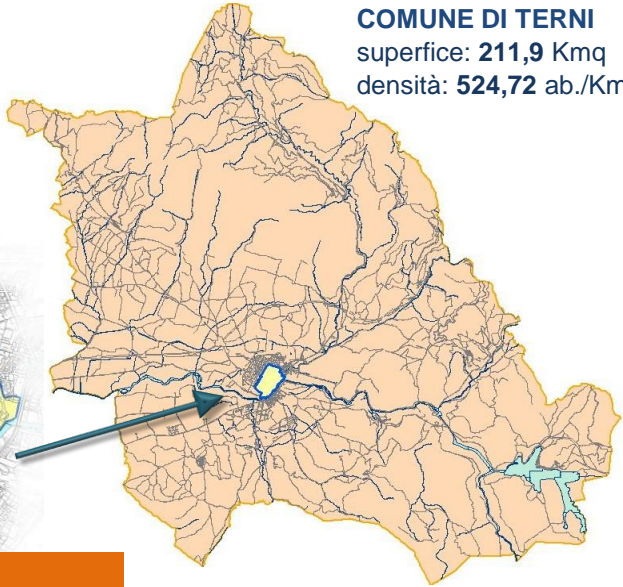 COMUNE DI TERNI
superfice: 211,9 Kmq
densità: 524,72 ab./Km